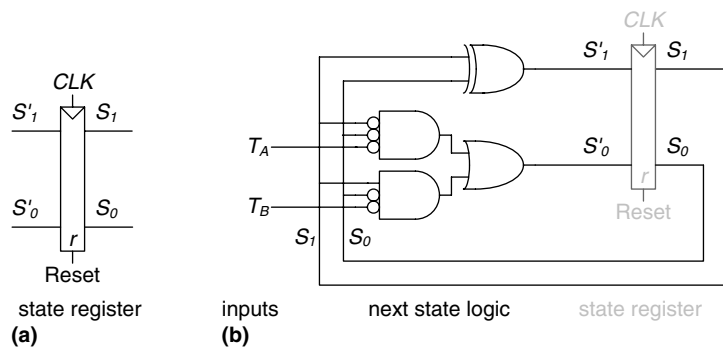 CLK
S'1 S1
S'0 S0
r
Reset
state register
(a)
CLK
S'1 S1
TA
S'0 S0
TB
r
Reset
S1 S0
inputs next state logic state register
(b)